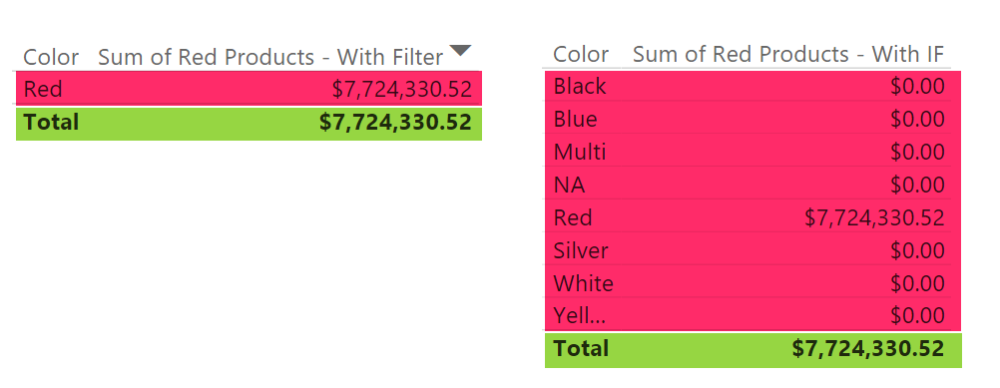 Color Sum of Red Products - With Filter
Red $7,724,330.52
Total $7,724,330.52
Color Sum of Red Products - With IF
Black $0.00
Blue $0.00
Multi $0.00
NA $0.00
Red $7,724,330.52
Silver $0.00
White $0.00
Yell... $0.00
Total $7,724,330.52